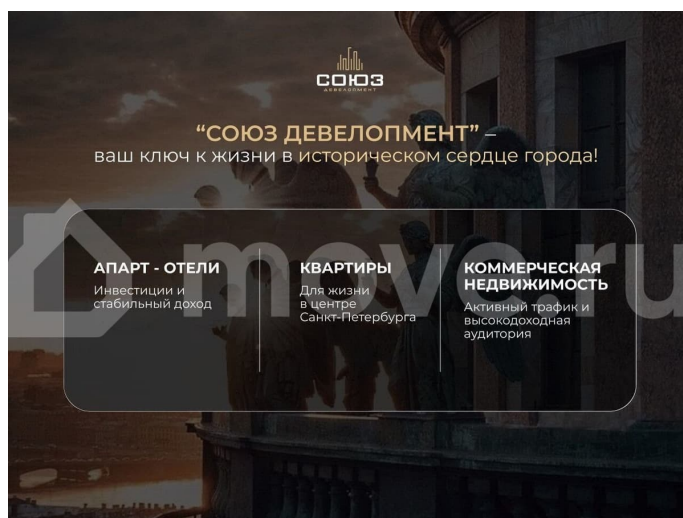 СОЮЗ
ДЕВЕЛОПМЕНТ
“СОЮЗ ДЕВЕЛОПМЕНТ” –
ваш ключ к жизни в историческом сердце города!
move.ru
АПАРТ - ОТЕЛИ
Инвестиции и
стабильный доход
КВАРТИРЫ
Для жизни
в центре
Санкт-Петербурга
КОММЕРЧЕСКАЯ
НЕДВИЖИМОСТЬ
Активный трафик и
высокодоходная
аудитория